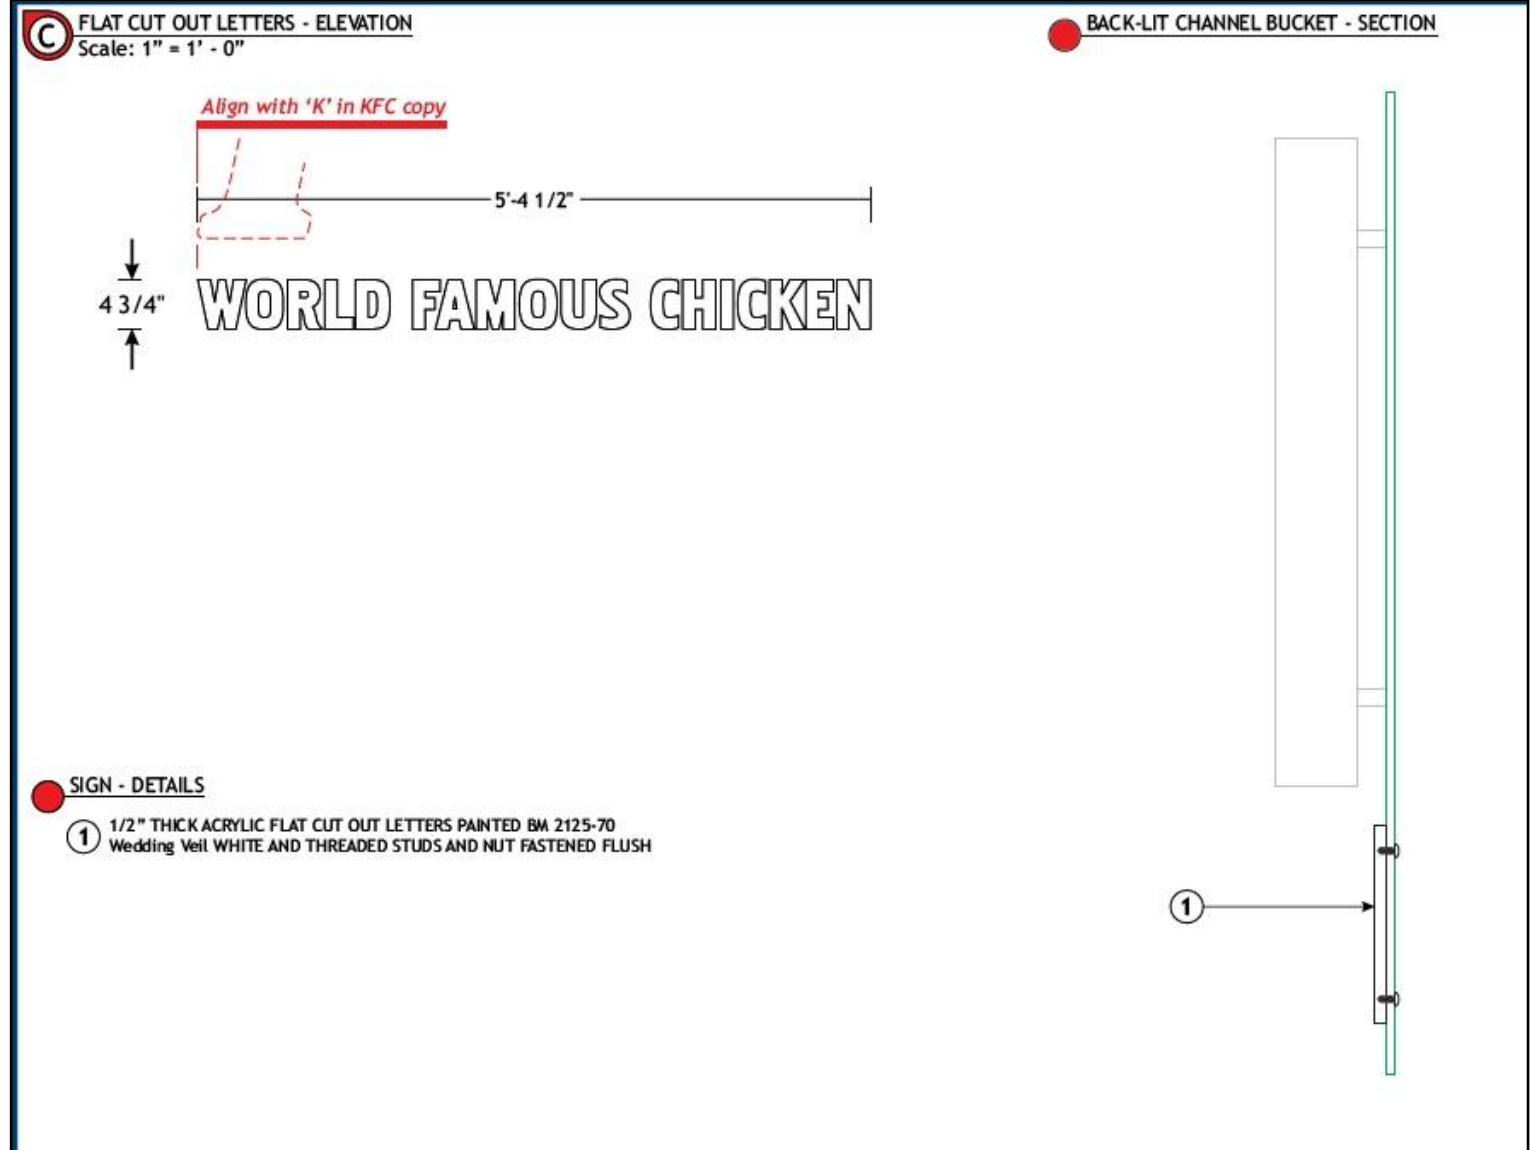 C
FLAT CUT OUT LETTERS - ELEVATION
Scale: 1” = 1’ - 0”
BACK-LIT CHANNEL BUCKET - SECTION
Align with ‘K’ in KFC copy
5'-4 1/2"
4 3/4"
WORLD FAMOUS CHICKEN
SIGN - DETAILS
1
1/2” THICK ACRYLIC FLAT CUT OUT LETTERS PAINTED BM 2125-70
Wedding Veil WHITE AND THREADED STUDS AND NUT FASTENED FLUSH
1